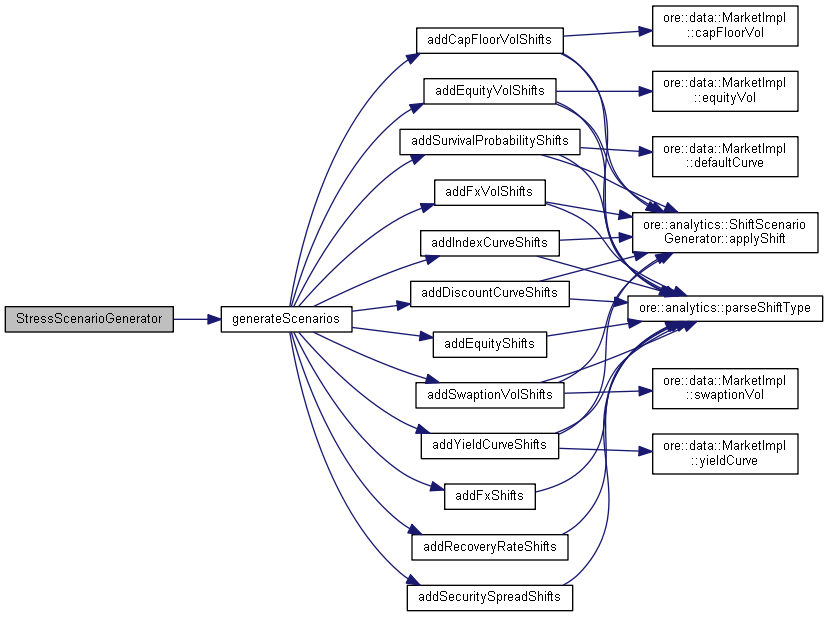 StressScenarioGenerator
generateScenarios
addCapFloorVolShifts
addEquityVolShifts
addSurvivalProbabilityShifts
addFxVolShifts
addIndexCurveShifts
addDiscountCurveShifts
addEquityShifts
addSwaptionVolShifts
addYieldCurveShifts
addFxShifts
addRecoveryRateShifts
addSecuritySpreadShifts
ore::data::MarketImpl
::capFloorVol
ore::data::MarketImpl
::equityVol
ore::data::MarketImpl
::defaultCurve
ore::analytics::ShiftScenario
Generator::applyShift
ore::analytics::parseShiftType
ore::data::MarketImpl
::swaptionVol
ore::data::MarketImpl
::yieldCurve